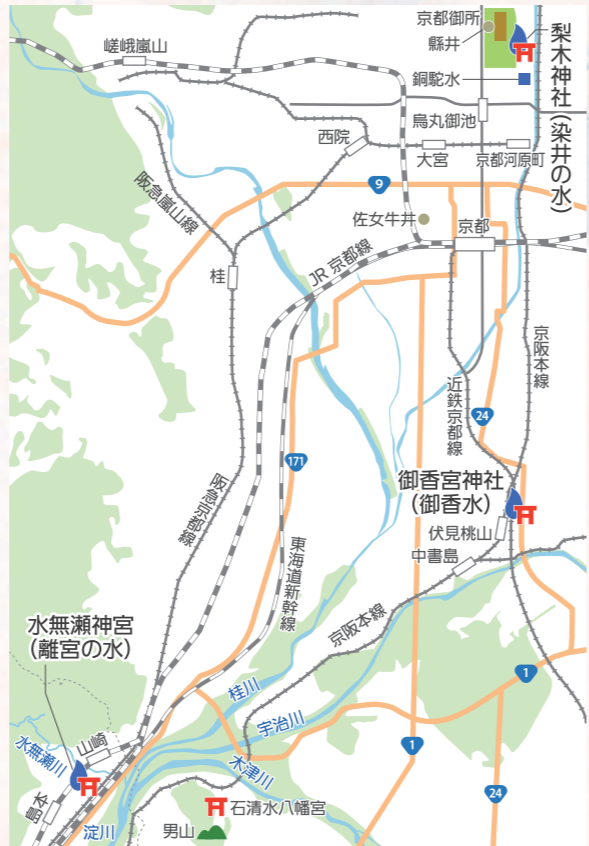 京都御所
縣井
梨木神社(染井の水)
嵯峨嵐山
銅駝水
烏丸御池
西院
大宮
京都河原町
9
阪急嵐山線
佐女牛井
京都
JR 京都線
桂
京阪本線
近鉄京都線
24
171
御香宮神社
(御香水)
阪急京都線
伏見桃山
中書島
東海道新幹線
京阪本線
水無瀬神宮
(離宮の水)
1
桂川
宇治川
1
水無瀬川
山崎
木津川
24
島本
石清水八幡宮
淀川
男山